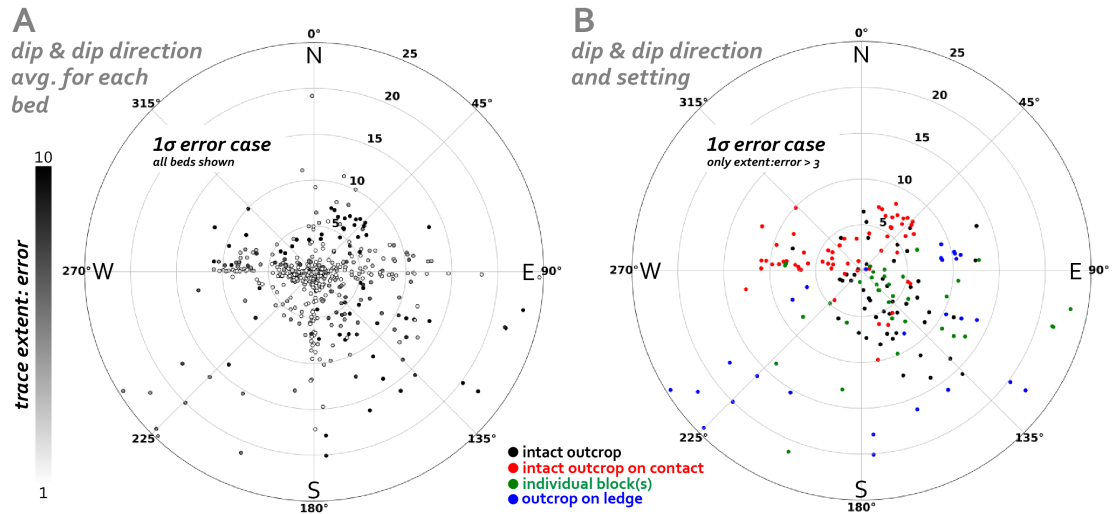 A
dip & dip direction
avg. for each
bed
0°
N
25
20
15
10
5
45°
315°
1σ error case
all beds shown
10
trace extent: error
1
270° W
E 90°
225°
135°
S
180°
B
dip & dip direction
and setting
0°
N
25
20
15
10
5
45°
315°
1σ error case
only extent:error > 3
270° W
E 90°
225°
135°
S
180°
intact outcrop
intact outcrop on contact
individual block(s)
outcrop on ledge